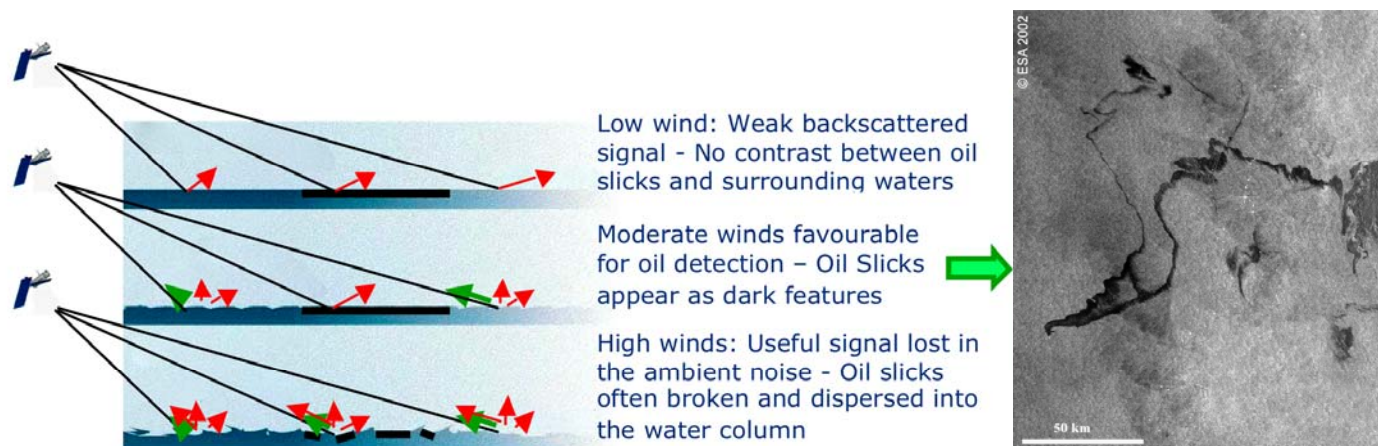 Low wind: Weak backscattered
signal - No contrast between oil
slicks and surrounding waters
Moderate winds favourable
for oil detection – Oil Slicks
appear as dark features
High winds: Useful signal lost in
the ambient noise - Oil slicks
often broken and dispersed into
the water column
© ESA 2002
50 km